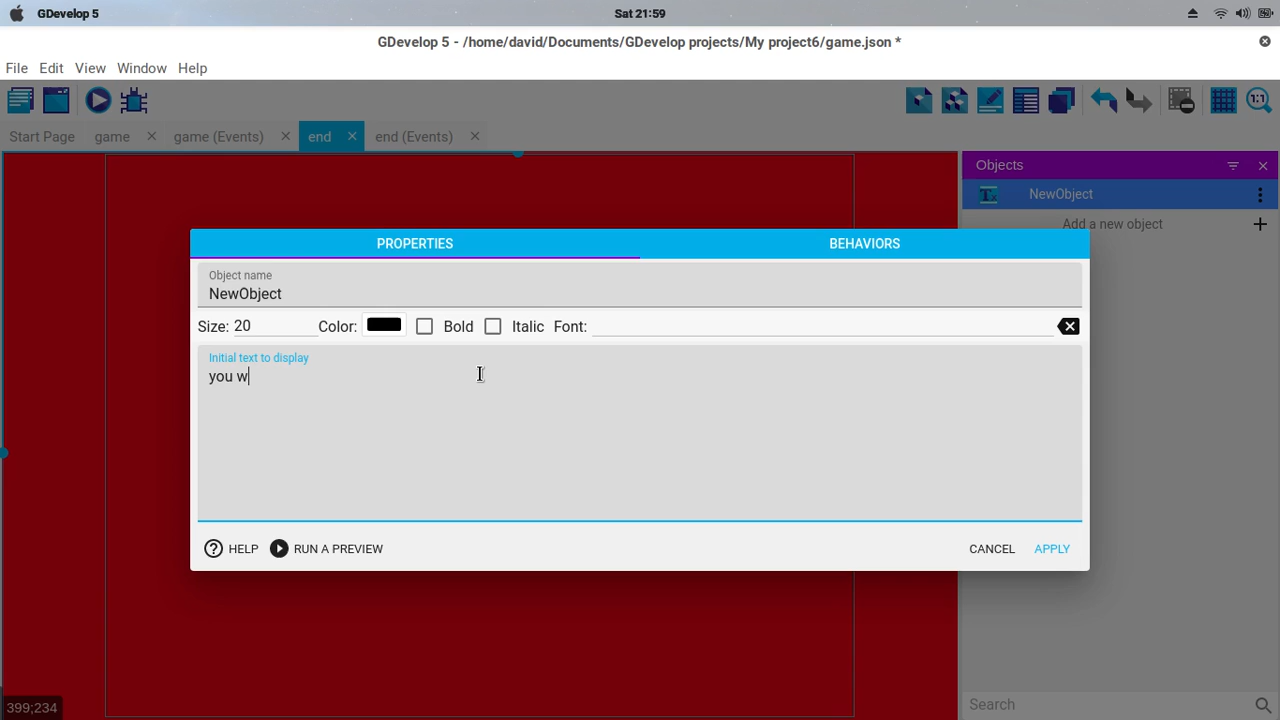 GDevelop 5
Sat 21:59
GDevelop 5 - /home/david/Documents/GDevelop projects/My project6/game.json *
File Edit View Window Help
1:1
Start Page game game (Events) end end (Events)
Objects
Tx NewObject
Add a new object
PROPERTIES BEHAVIORS
Object name
NewObject
Size: 20 Color: Bold Italic Font:
Initial text to display
you w
HELP RUN A PREVIEW CANCEL APPLY
399;234
Search